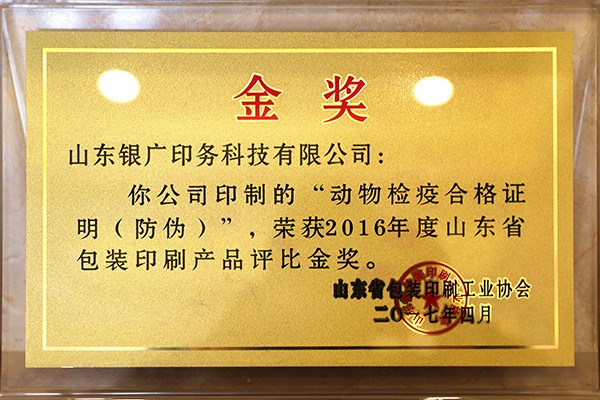 金奖
山东银广印务科技有限公司：
你公司印制的“动物检疫合格证
明（防伪）”，荣获2016年度山东省
包装印刷产品评比金奖。
山东省包装印刷工业协会
二〇一七年四月